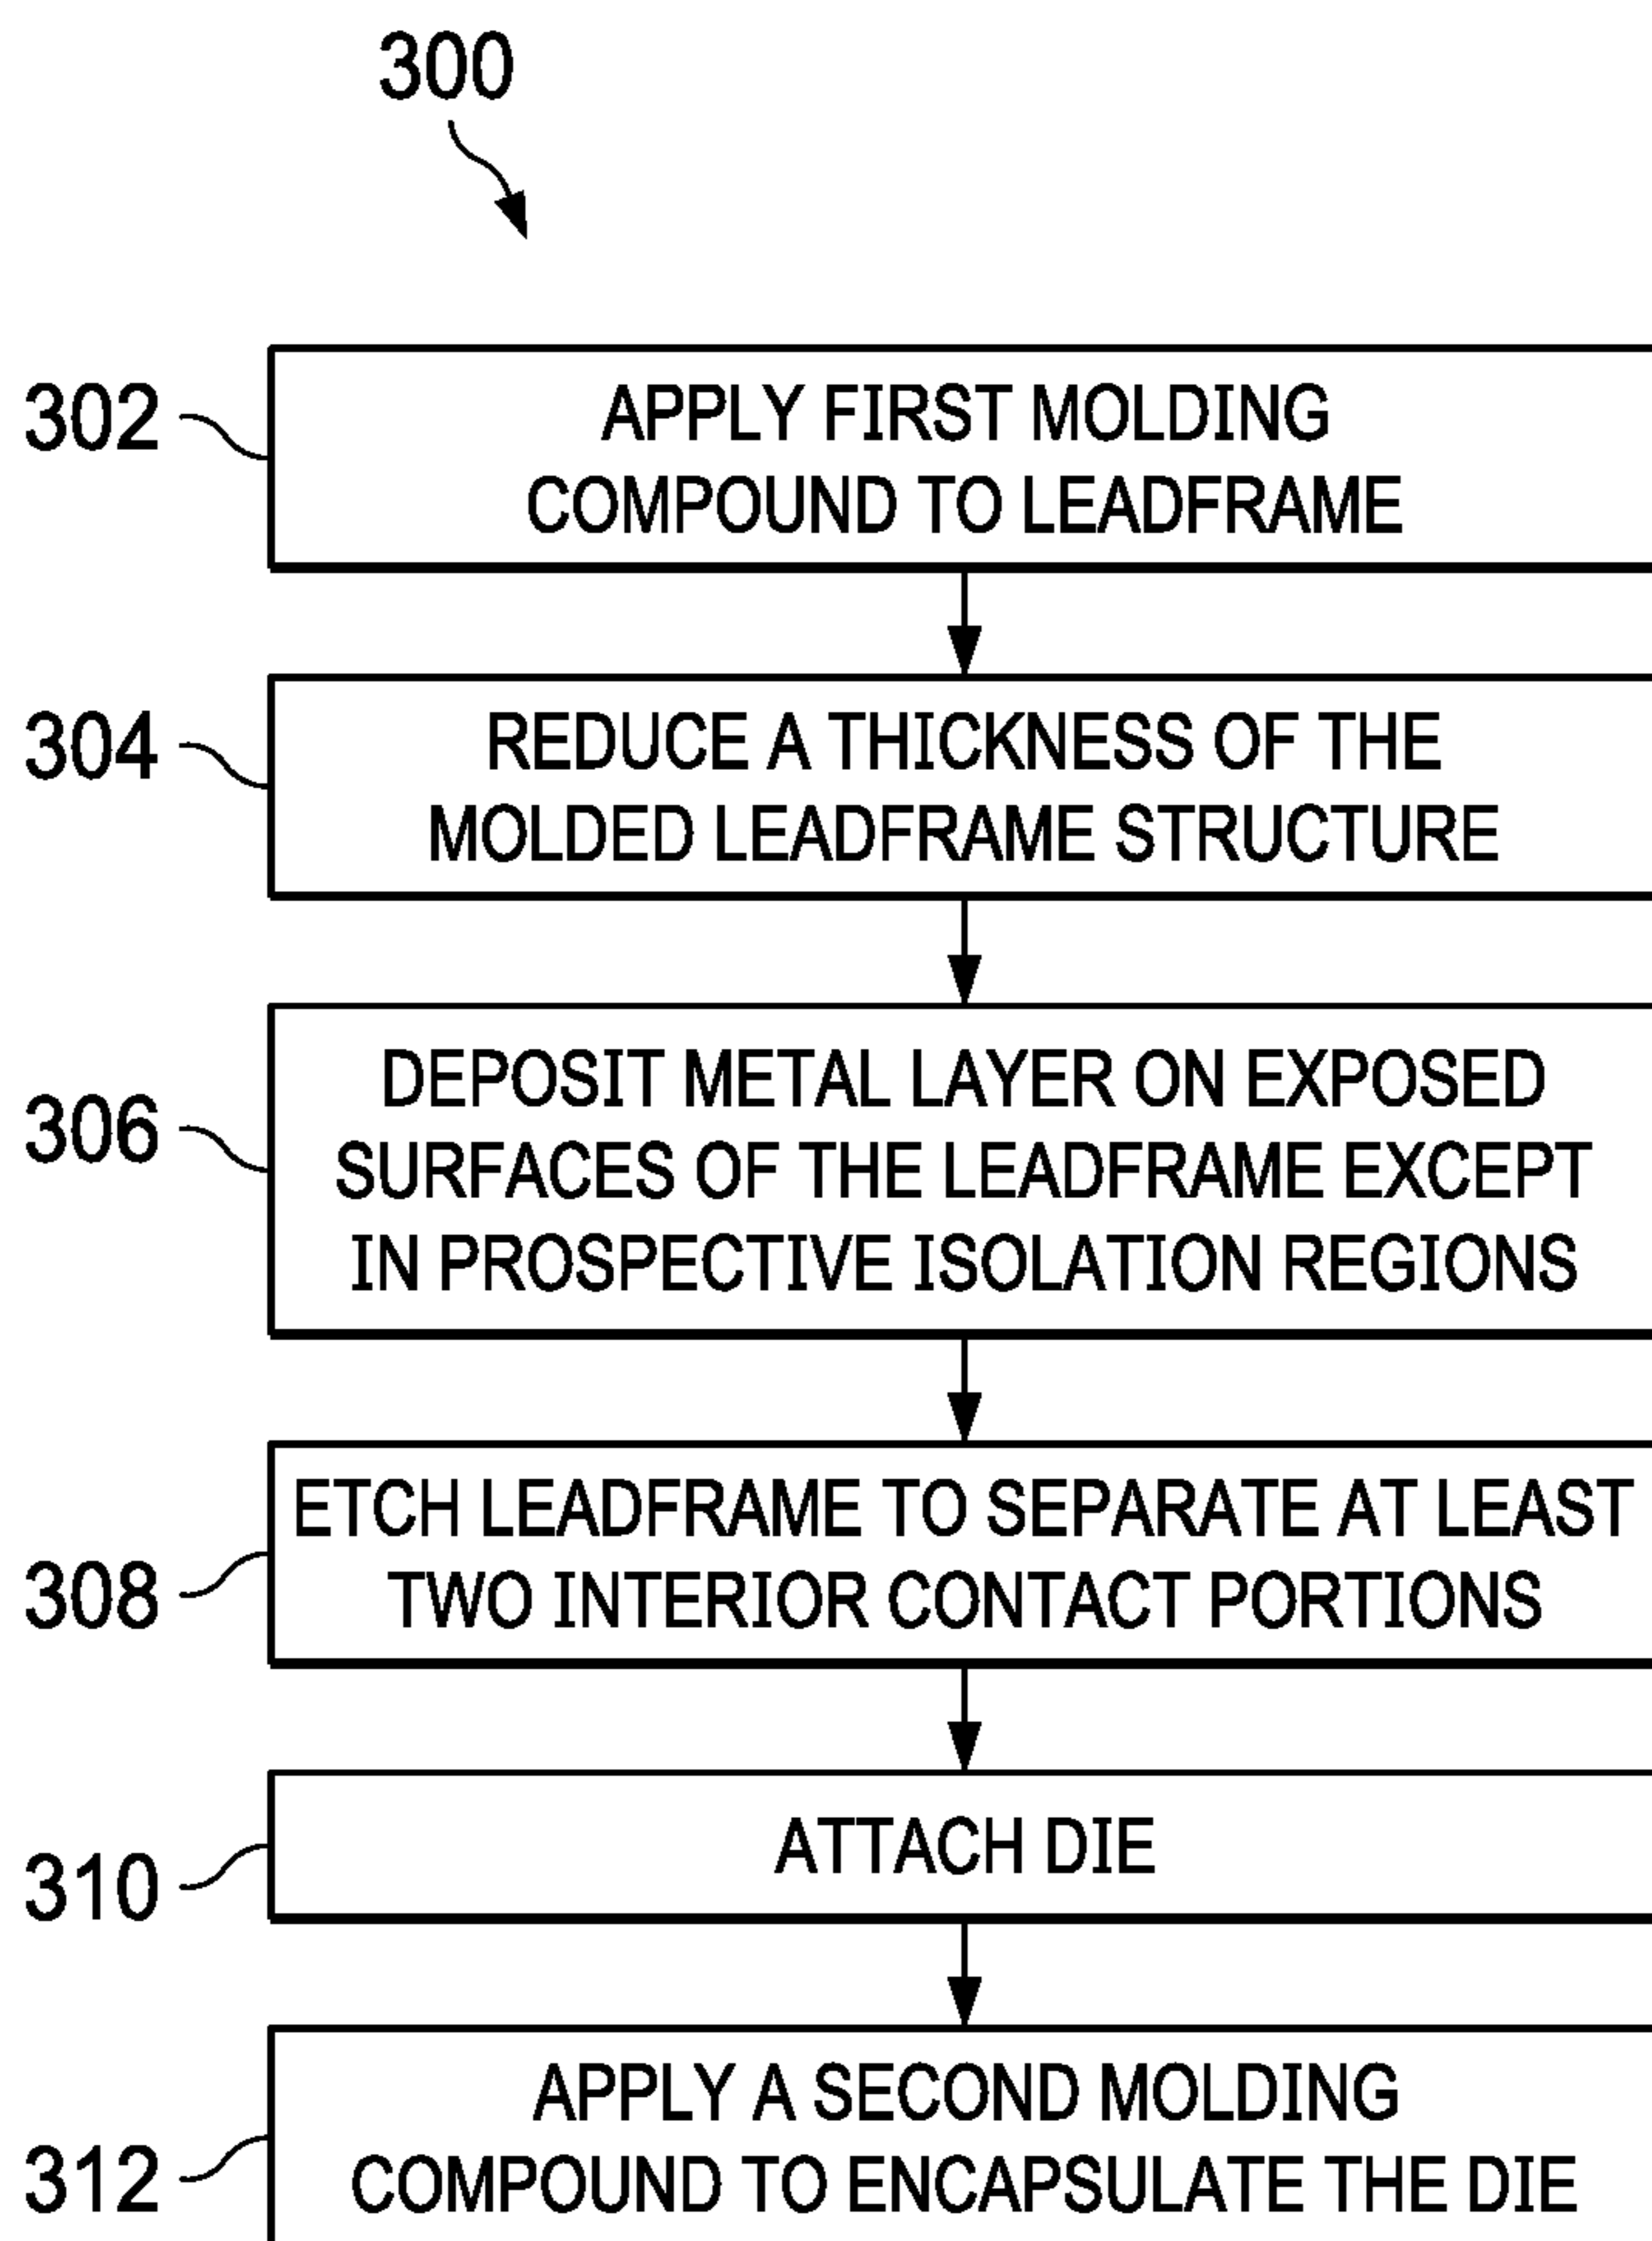 300
302
APPLY FIRST MOLDING
COMPOUND TO LEADFRAME
304
REDUCE A THICKNESS OF THE
MOLDED LEADFRAME STRUCTURE
306
DEPOSIT METAL LAYER ON EXPOSED
SURFACES OF THE LEADFRAME EXCEPT
IN PROSPECTIVE ISOLATION REGIONS
308
ETCH LEADFRAME TO SEPARATE AT LEAST
TWO INTERIOR CONTACT PORTIONS
310
ATTACH DIE
312
APPLY A SECOND MOLDING
COMPOUND TO ENCAPSULATE THE DIE